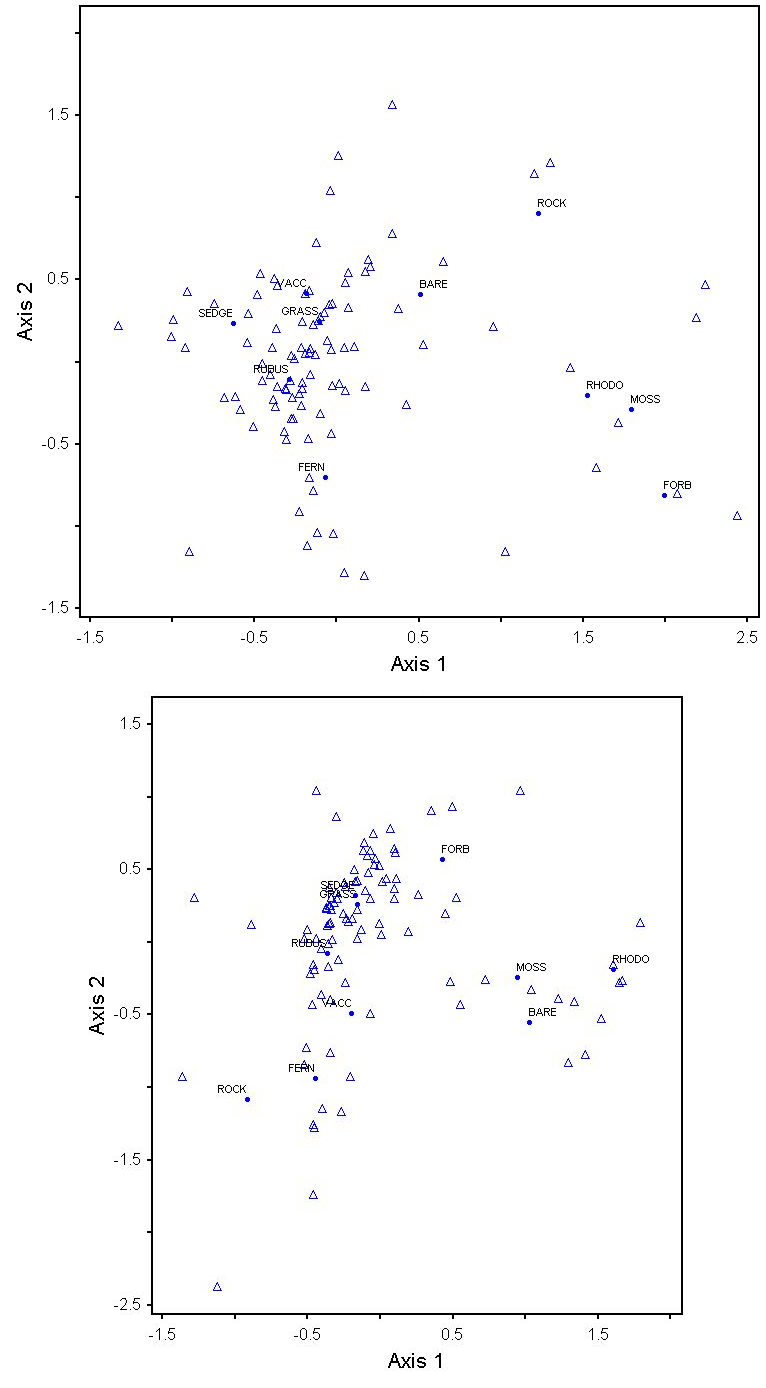 1.5
ROCK
0.5
VACC
BARE
SEDGE
GRASS
Axis 2
RUBUS
RHODO
MOSS
-0.5
FERN
FORB
-1.5
-1.5
-0.5
0.5
1.5
2.5
Axis 1
1.5
0.5
FORB
SEDGE
GRASS
RUBUS
RHODO
MOSS
Axis 2
-0.5
VACC
BARE
FERN
ROCK
-1.5
-2.5
-1.5
-0.5
0.5
1.5
Axis 1